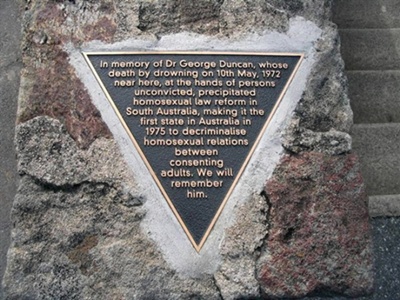 In memory of Dr George Duncan, whose
death by drowning on 10th May, 1972
near here, at the hands of persons
unconvicted, precipitated
homosexual law reform in
South Australia, making it the
first state in Australia in
1975 to decriminalise
homosexual relations
between
consenting
adults. We will
remember
him.